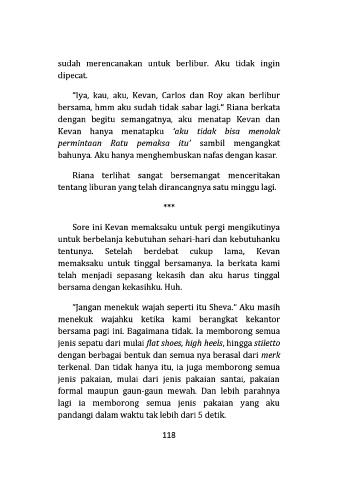 sudah merencanakan untuk berlibur. Aku tidak ingin
dipecat.
"Iya, kau, aku, Kevan, Carlos dan Roy akan berlibur
bersama, hmm aku sudah tidak sabar lagi." Riana berkata
dengan begitu semangatnya, aku menatap Kevan dan
Kevan hanya menatapku 'aku tidak bisa menolak
permintaan Ratu pemaksa itu' sambil mengangkat
bahunya. Aku hanya menghembuskan nafas dengan kasar.
Riana terlihat sangat bersemangat menceritakan
tentang liburan yang telah dirancangnya satu minggu lagi.
***
Sore ini Kevan memaksaku untuk pergi mengikutinya
untuk berbelanja kebutuhan sehari-hari dan kebutuhanku
tentunya. Setelah berdebat cukup lama, Kevan
memaksaku untuk tinggal bersamanya. Ia berkata kami
telah menjadi sepasang kekasih dan aku harus tinggal
bersama dengan kekasihku. Huh.
"Jangan menekuk wajah seperti itu Sheva." Aku masih
menekuk wajahku ketika kami berangkat kekantor
bersama pagi ini. Bagaimana tidak. Ia memborong semua
jenis sepatu dari mulai flat shoes, high heels, hingga stiletto
dengan berbagai bentuk dan semua nya berasal dari merk
terkenal. Dan tidak hanya itu, ia juga memborong semua
jenis pakaian, mulai dari jenis pakaian santai, pakaian
formal maupun gaun-gaun mewah. Dan lebih parahnya
lagi ia memborong semua jenis pakaian yang aku
pandangi dalam waktu tak lebih dari 5 detik.
118